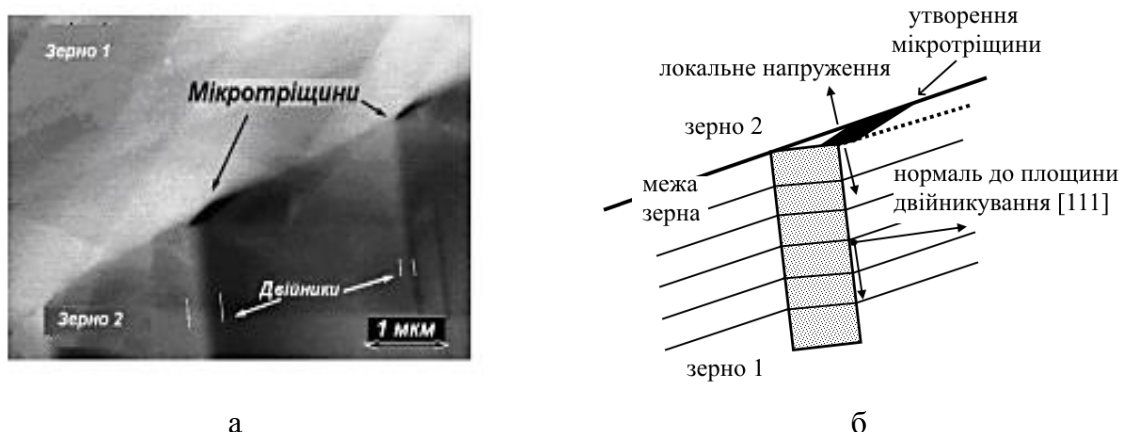 Зерно 1
Мікротріщини
Двійники
Зерно 2
1 мкм
а
утворення
мікротріщини
локальне напруження
зерно 2
межа
зерна
нормаль до площини
двійникування [111]
зерно 1
б